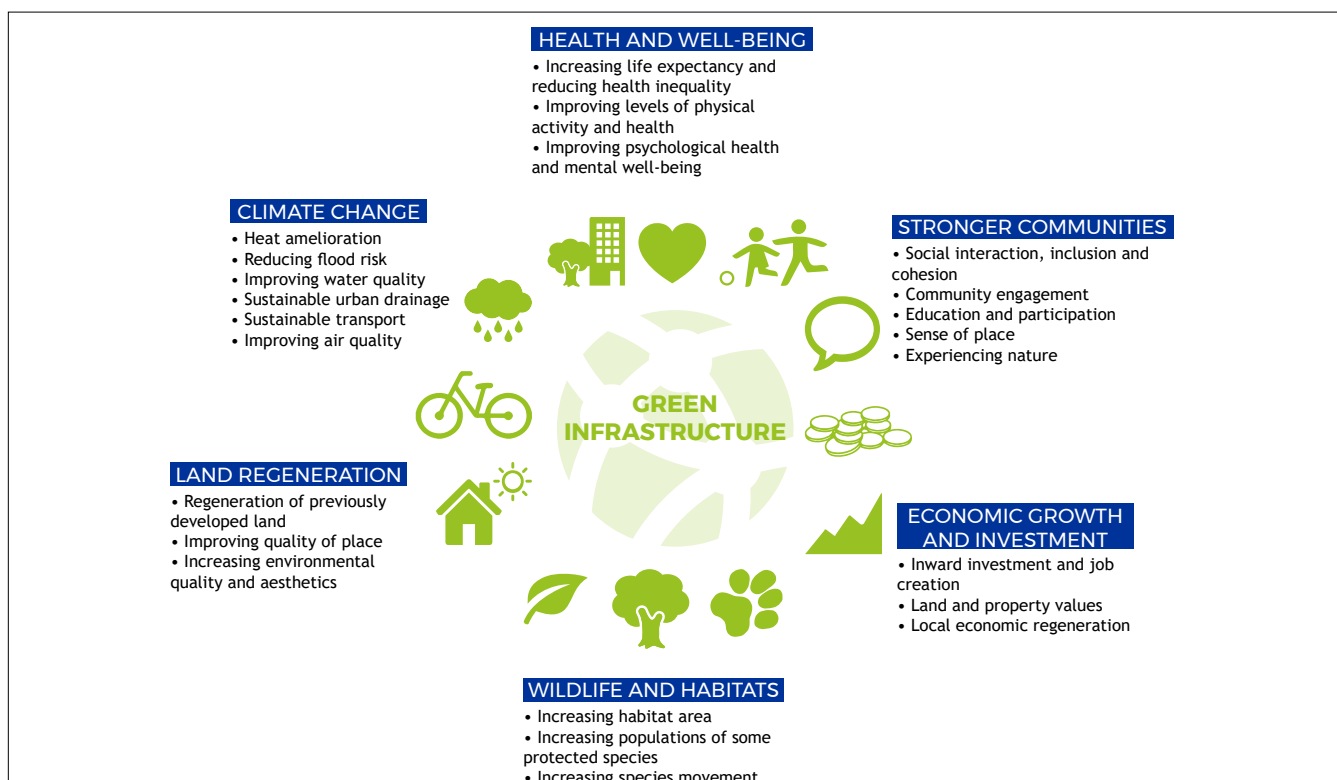 HEALTH AND WELL-BEING
• Increasing life expectancy and
reducing health inequality
• Improving levels of physical
activity and health
• Improving psychological health
and mental well-being
CLIMATE CHANGE
• Heat amelioration
• Reducing flood risk
• Improving water quality
• Sustainable urban drainage
• Sustainable transport
• Improving air quality
STRONGER COMMUNITIES
• Social interaction, inclusion and
cohesion
• Community engagement
• Education and participation
• Sense of place
• Experiencing nature
GREEN
INFRASTRUCTURE
LAND REGENERATION
• Regeneration of previously
developed land
• Improving quality of place
• Increasing environmental
quality and aesthetics
ECONOMIC GROWTH
AND INVESTMENT
• Inward investment and job
creation
• Land and property values
• Local economic regeneration
WILDLIFE AND HABITATS
• Increasing habitat area
• Increasing populations of some
protected species
• Increasing species movement